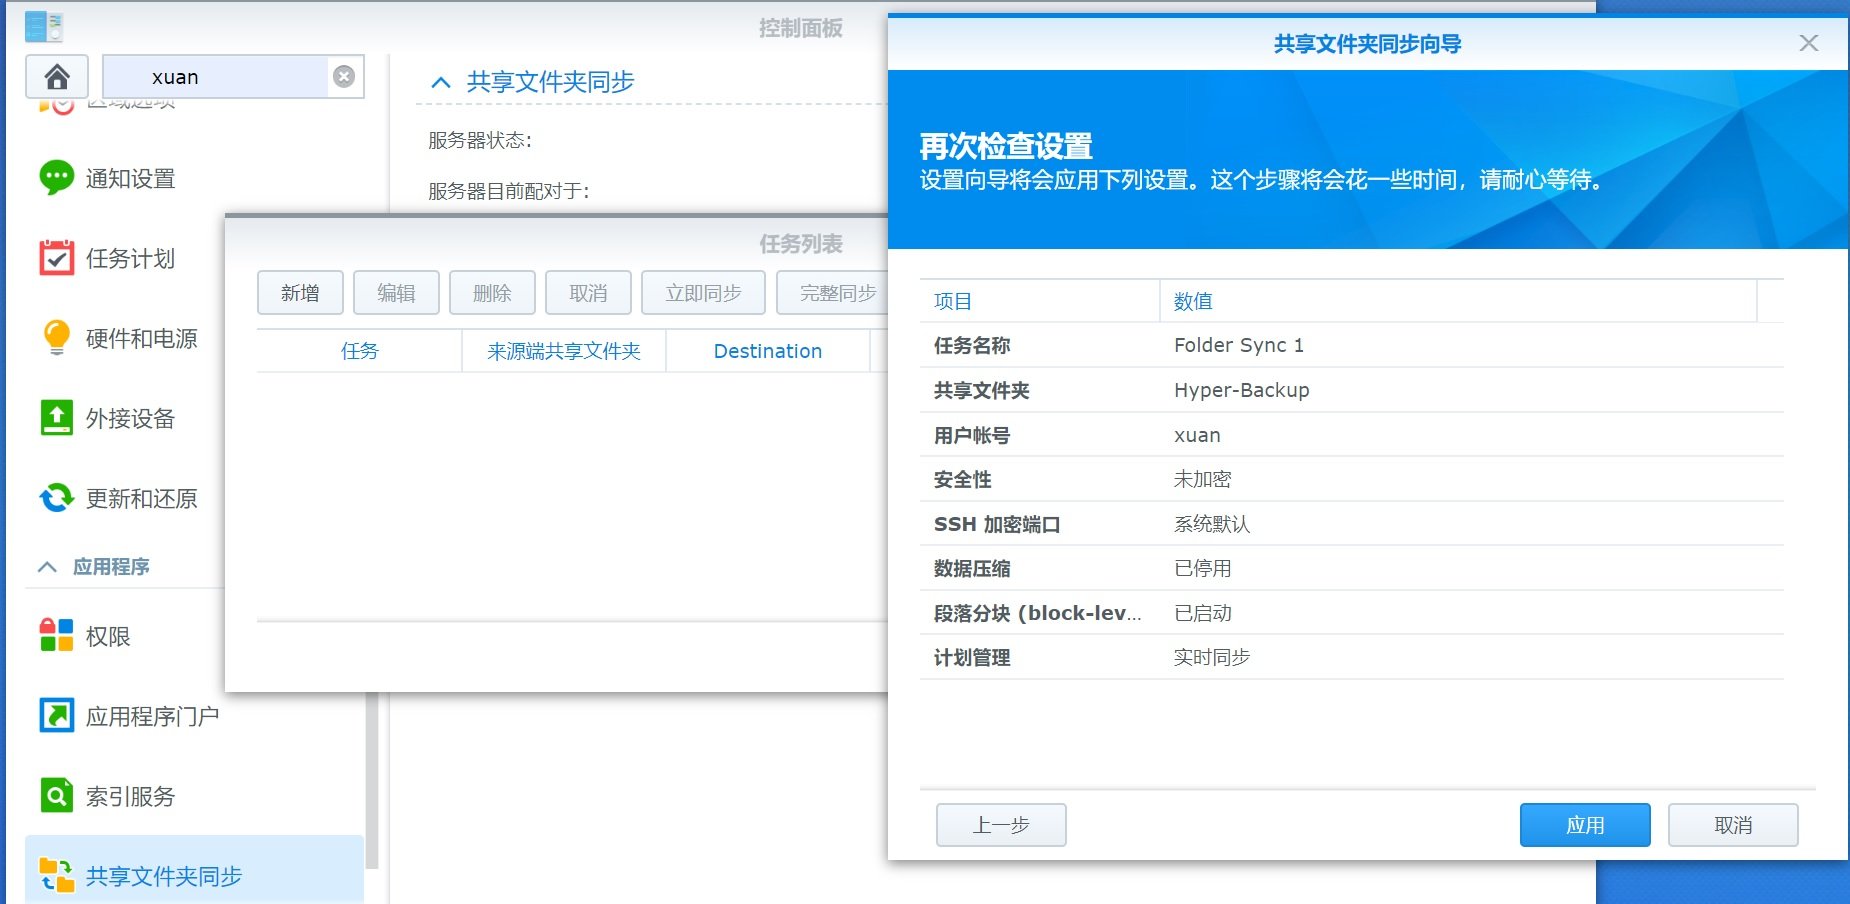 控制面板
xuan
区域选项
通知设置
任务计划
硬件和电源
外接设备
更新和还原
应用程序
权限
应用程序门户
索引服务
共享文件夹同步
共享文件夹同步
服务器状态:
服务器目前配对于:
任务列表
新增 编辑 删除 取消 立即同步 完整同步
任务 来源端共享文件夹 Destination
共享文件夹同步向导
再次检查设置
设置向导将会应用下列设置。这个步骤将会花一些时间，请耐心等待。
项目 数值
任务名称 Folder Sync 1
共享文件夹 Hyper-Backup
用户帐号 xuan
安全性 未加密
SSH 加密端口 系统默认
数据压缩 已停用
段落分块 (block-lev... 已启动
计划管理 实时同步
上一步 应用 取消